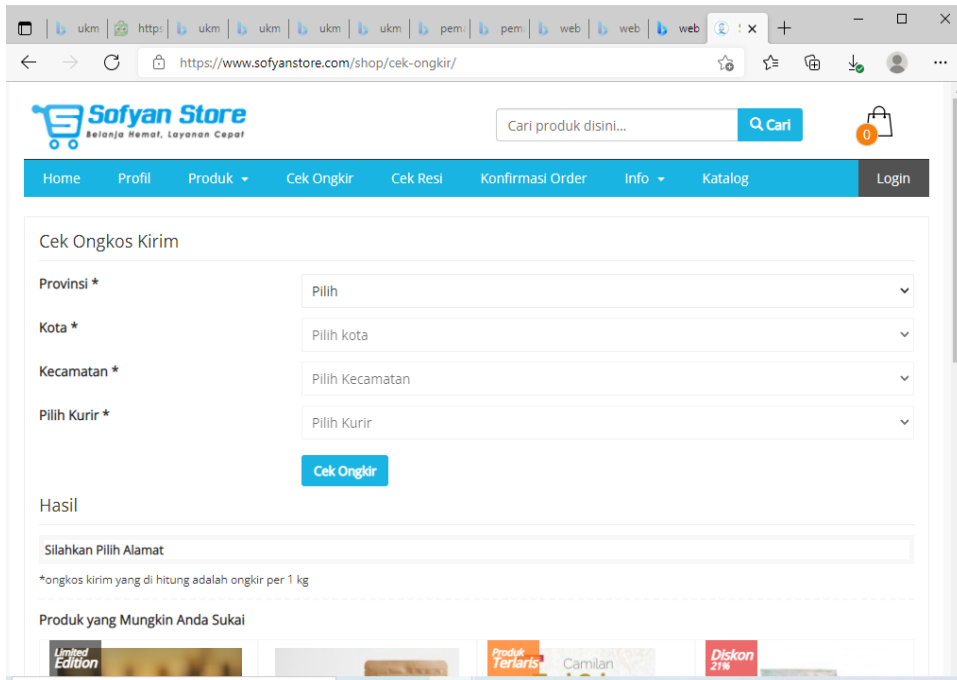 ukm
https
ukm
ukm
ukm
ukm
pem
pem
web
web
web
https://www.sofyanstore.com/shop/cek-ongkir/
Sofyan Store
Belanja Hemat, Layanan Cepat
Cari produk disini...
Cari
0
Home Profil Produk Cek Ongkir Cek Resi Konfirmasi Order Info Katalog Login
Cek Ongkos Kirim
Provinsi * Pilih
Kota * Pilih kota
Kecamatan * Pilih Kecamatan
Pilih Kurir * Pilih Kurir
Cek Ongkir
Hasil
Silahkan Pilih Alamat
*ongkos kirim yang di hitung adalah ongkir per 1 kg
Produk yang Mungkin Anda Sukai
Limited
Edition
Produk
Terlaris
Camilan
Diskon
21%